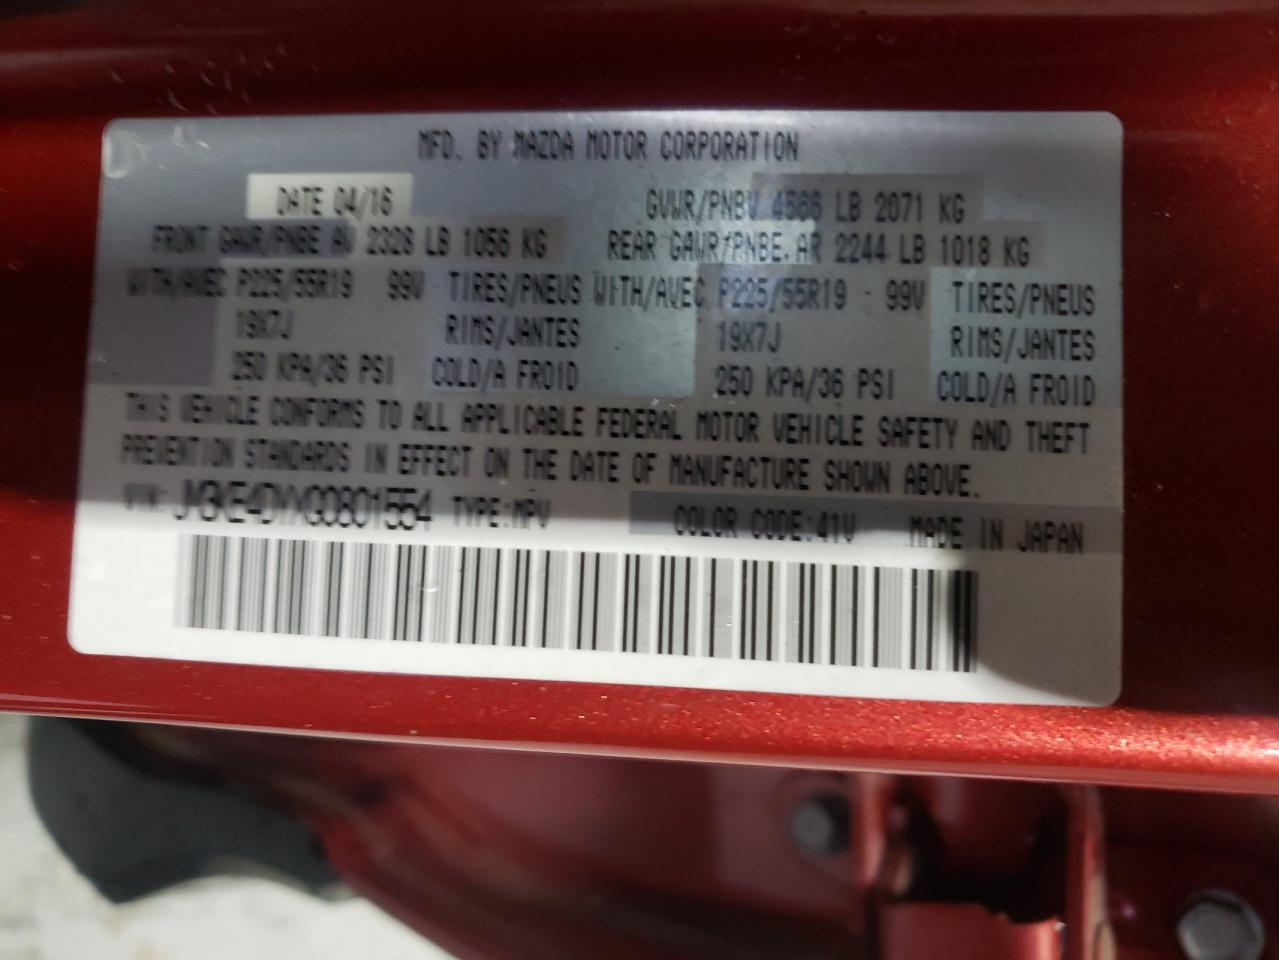 MFD. BY MAZDA MOTOR CORPORATION
DATE 04/16 GVWR/PNBV 4566 LB 2071 KG
FRONT GAWR/PNBE AV 2328 LB 1056 KG REAR GAWR/PNBE.AR 2244 LB 1018 KG
WITH/AVEC P225/55R19 99V TIRES/PNEUS WITH/AVEC P225/55R19 99V TIRES/PNEUS
19X7J RIMS/JANTES 19X7J RIMS/JANTES
250 KPA/36 PSI COLD/A FROID 250 KPA/36 PSI COLD/A FROID
THIS VEHICLE CONFORMS TO ALL APPLICABLE FEDERAL MOTOR VEHICLE SAFETY AND THEFT
PREVENTION STANDARDS IN EFFECT ON THE DATE OF MANUFACTURE SHOWN ABOVE.
VIN: JM3KE4DYXG0801554 TYPE:MPV COLOR CODE:41V MADE IN JAPAN